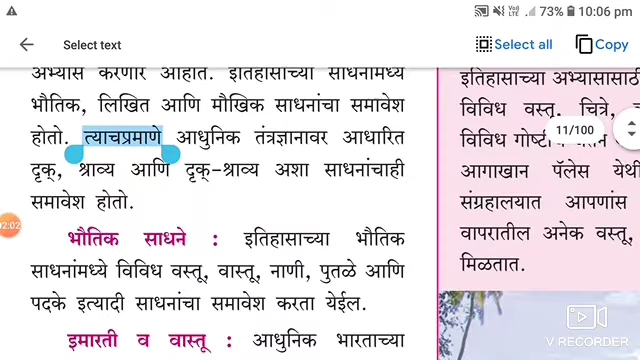 73% 10:06 pm
Select text
Select all
Copy
अभ्यास करणार आहोत. इतिहासाच्या साधनांमध्ये
भौतिक, लिखित आणि मौखिक साधनांचा समावेश
होतो. त्याचप्रमाणे आधुनिक तंत्रज्ञानावर आधारित
दृक्, श्राव्य आणि दृक्-श्राव्य अशा साधनांचाही
समावेश होतो.
भौतिक साधने : इतिहासाच्या भौतिक
साधनांमध्ये विविध वस्तू, वास्तू, नाणी, पुतळे आणि
पदके इत्यादी साधनांचा समावेश करता येईल.
इमारती व वास्तू : आधुनिक भारताच्या
इतिहासाच्या अभ्यासासाठी
विविध वस्तू, चित्रे,
विविध गोष्टीं
11/100
आगाखान पॅलेस येथी
संग्रहालयात आपणांस
वापरातील अनेक वस्तू,
मिळतात.
02:02
V RECORDER